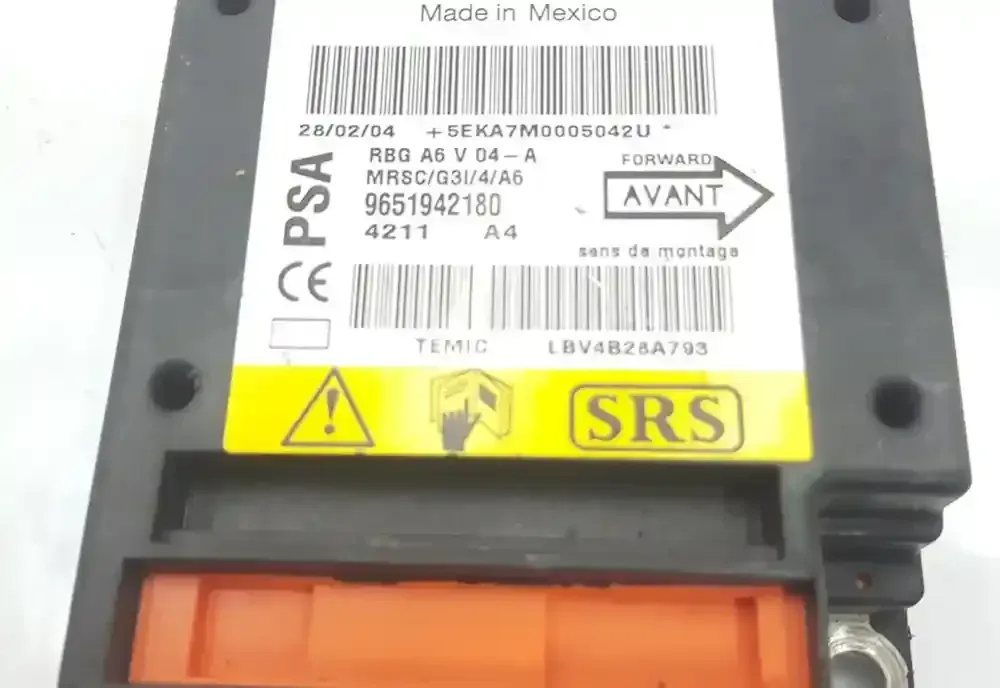 Made in Mexico
28/02/04 +5EKA7M0005042U *
PSA
RBG A6 V 04-A
MRSC/G3I/4/A6
9651942180
4211 A4
FORWARD
AVANT
sens de montage
CE
TEMIC LBV4B28A793
SRS